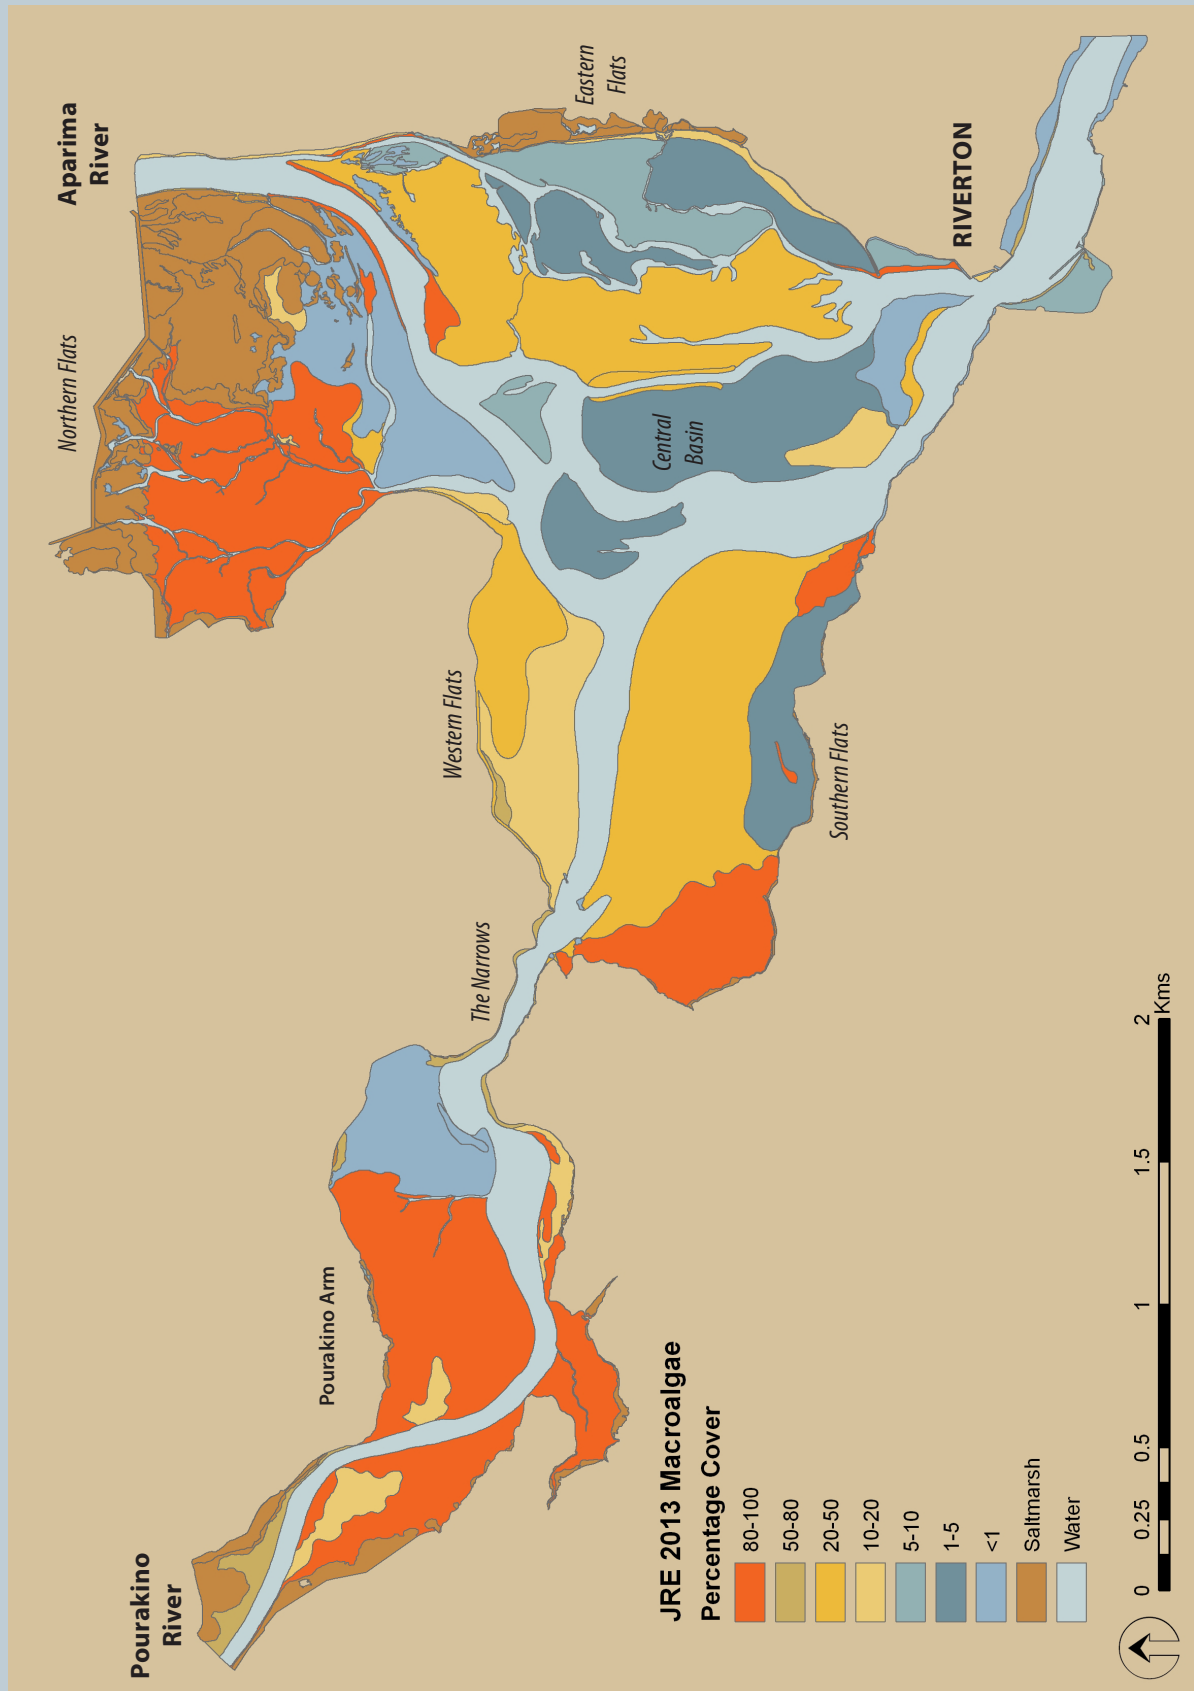 Pourakino
River
Pourakino Arm
The Narrows
Northern Flats
Western Flats
Aparima
River
Eastern
Flats
Central
Basin
Southern Flats
RIVERTON
JRE 2013 Macroalgae
Percentage Cover
80-100
50-80
20-50
10-20
5-10
1-5
<1
Saltmarsh
Water
0 0.25 0.5 1 1.5 2
Kms